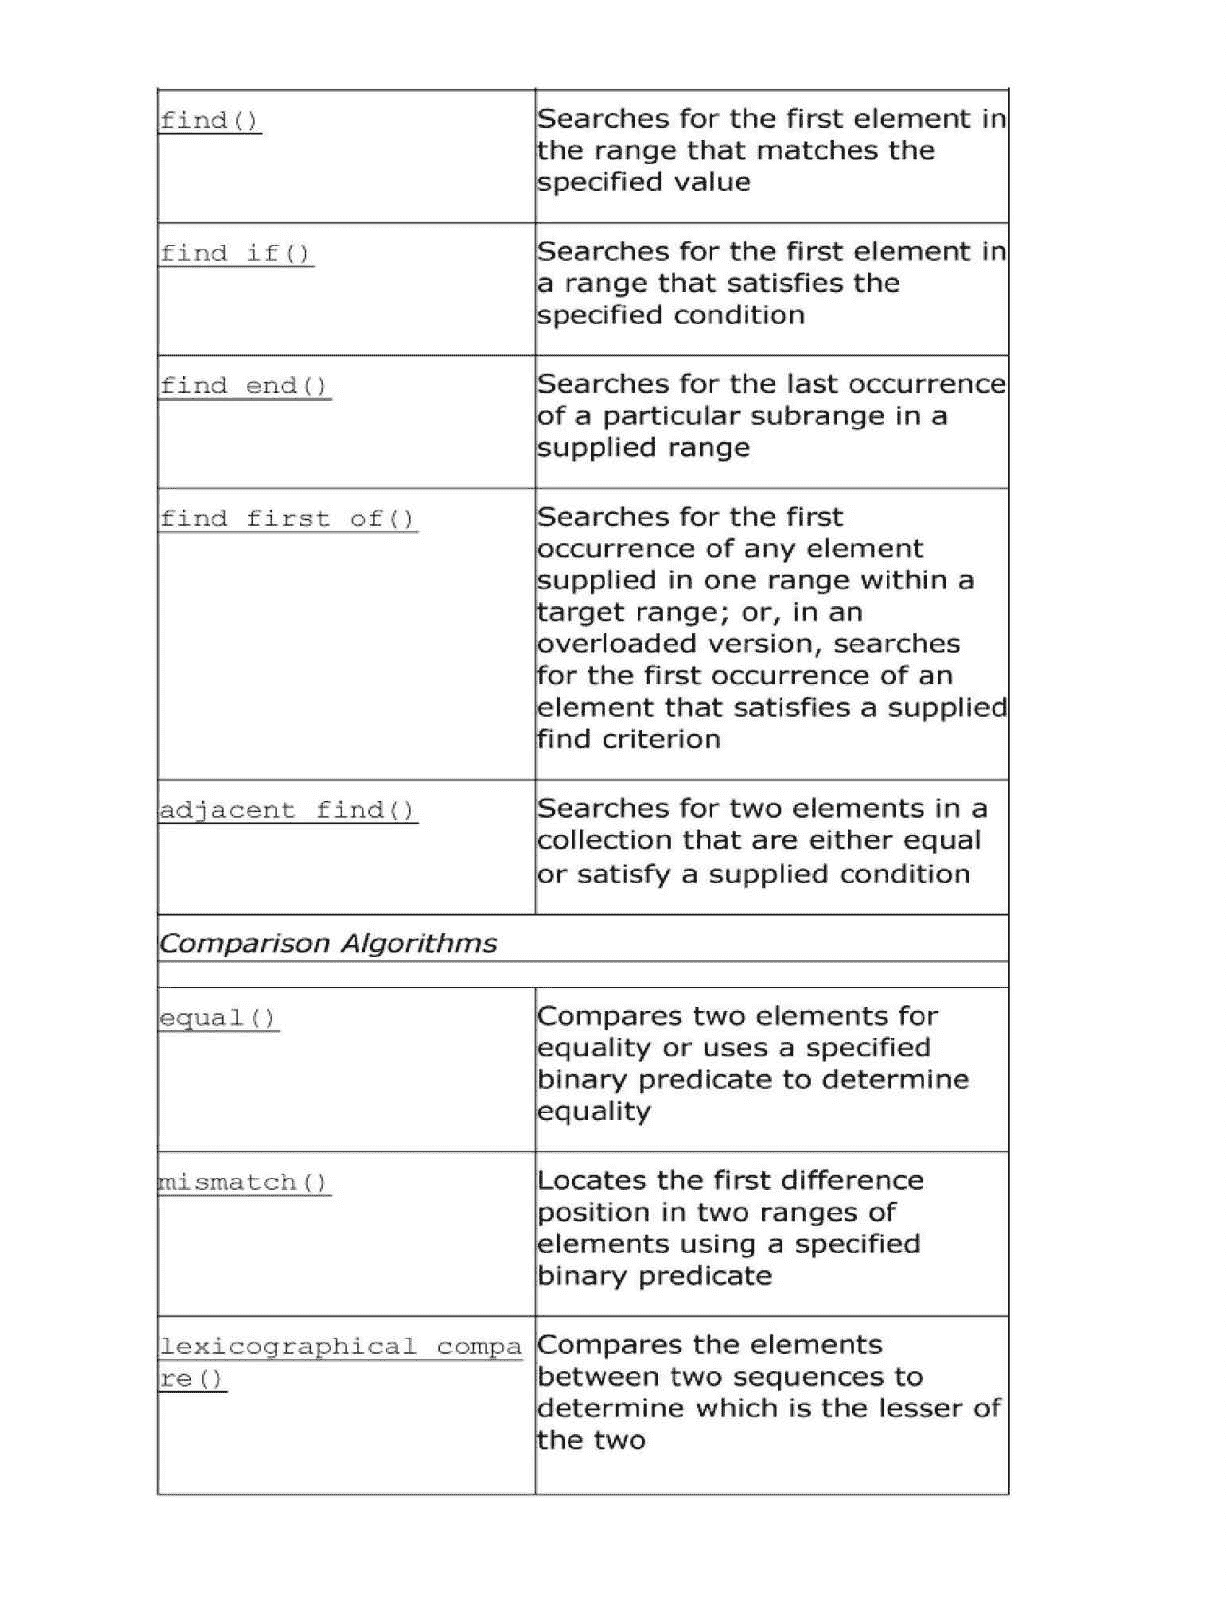 find()
Searches for the first element in
the range that matches the
specified value
find if()
Searches for the first element in
a range that satisfies the
specified condition
find end()
Searches for the last occurrence
of a particular subrange in a
supplied range
find first of()
Searches for the first
occurrence of any element
supplied in one range within a
target range; or, in an
overloaded version, searches
for the first occurrence of an
element that satisfies a supplied
find criterion
adjacent find()
Searches for two elements in a
collection that are either equal
or satisfy a supplied condition
Comparison Algorithms
equal()
Compares two elements for
equality or uses a specified
binary predicate to determine
equality
mismatch()
Locates the first difference
position in two ranges of
elements using a specified
binary predicate
lexicographical compa
re()
Compares the elements
between two sequences to
determine which is the lesser of
the two